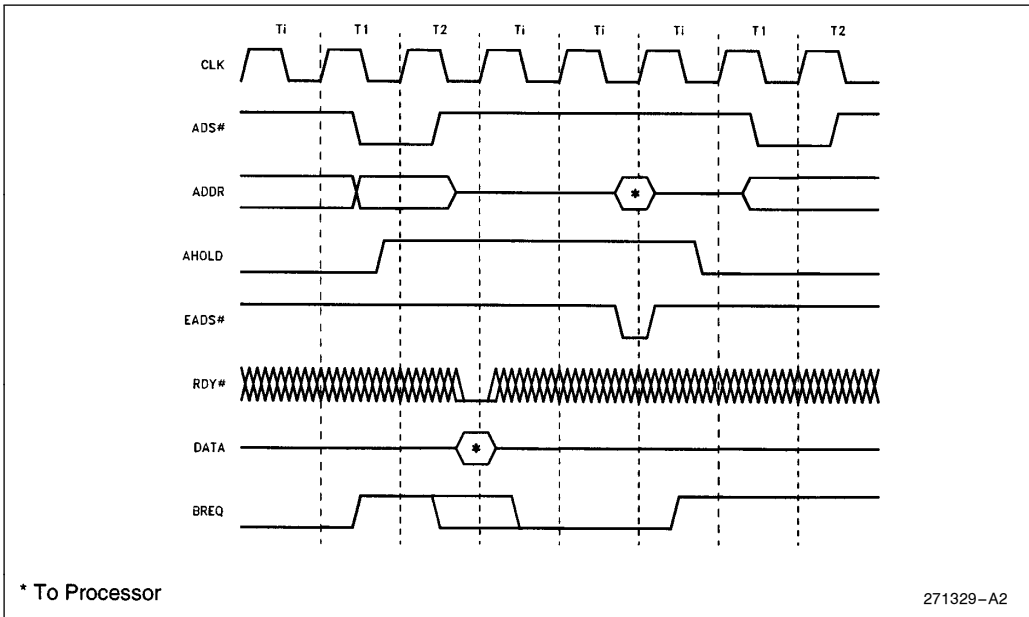 Ti T1 T2 Ti Ti Ti T1 T2
CLK
ADS#
ADDR
*
AHOLD
EADS#
RDY#
DATA
*
BREQ
* To Processor
271329–A2